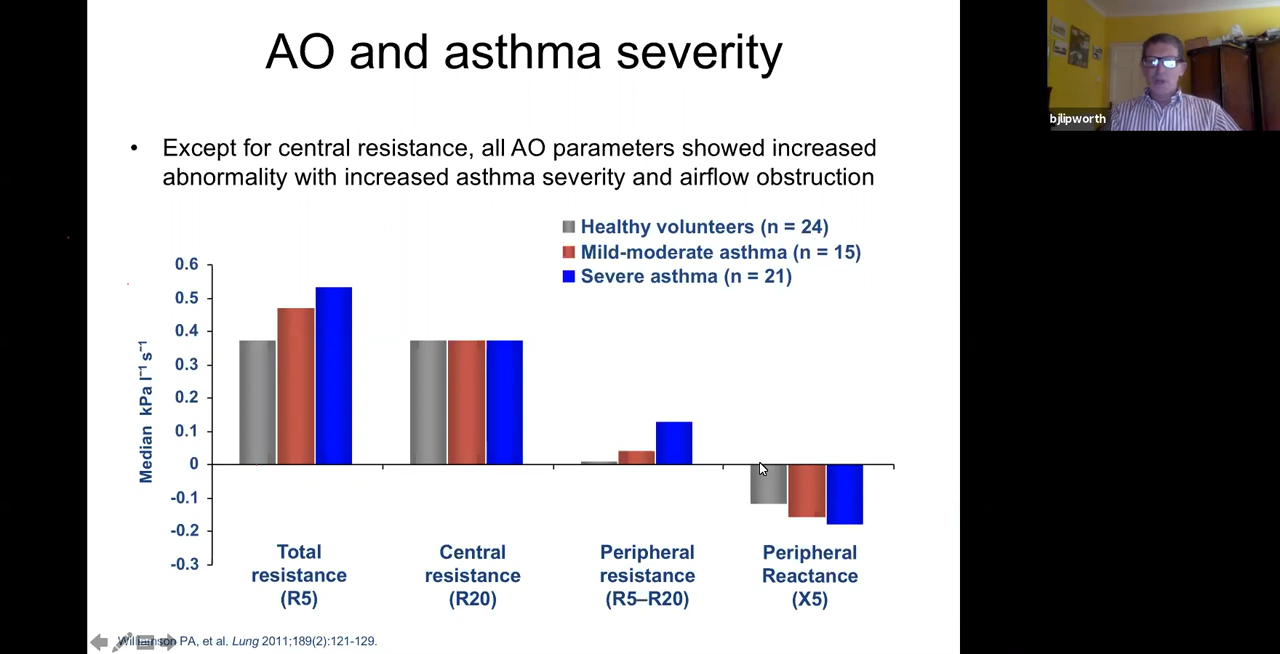 AO and asthma severity
bjlipworth
• Except for central resistance, all AO parameters showed increased
abnormality with increased asthma severity and airflow obstruction
Healthy volunteers (n = 24)
Mild-moderate asthma (n = 15)
Severe asthma (n = 21)
Median kPa l⁻¹ s⁻¹
0.6
0.5
0.4
0.3
0.2
0.1
0
-0.1
-0.2
-0.3
Total
resistance
(R5)
Central
resistance
(R20)
Peripheral
resistance
(R5–R20)
Peripheral
Reactance
(X5)
Williamson PA, et al. Lung 2011;189(2):121-129.